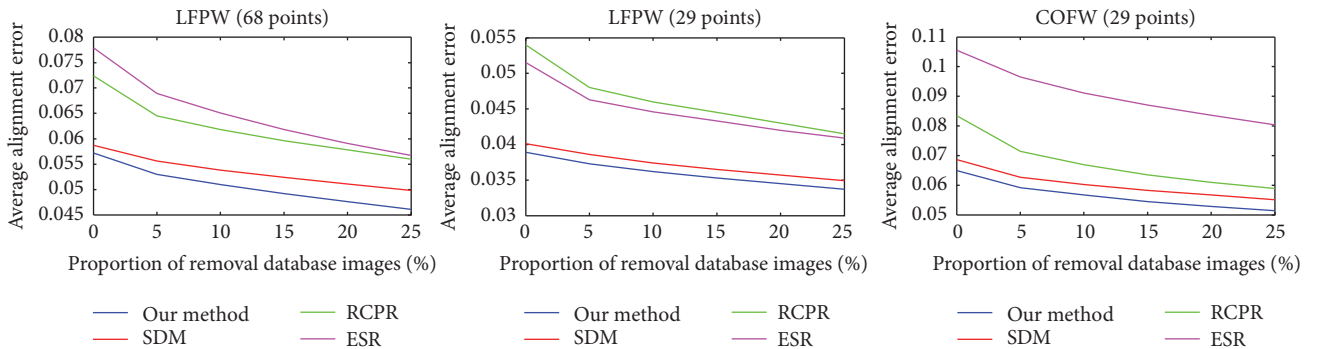 LFPW (68 points)
Average alignment error
0.08
0.075
0.07
0.065
0.06
0.055
0.05
0.045
0 5 10 15 20 25
Proportion of removal database images (%)
Our method
SDM
RCPR
ESR
LFPW (29 points)
Average alignment error
0.055
0.05
0.045
0.04
0.035
0.03
0 5 10 15 20 25
Proportion of removal database images (%)
Our method
SDM
RCPR
ESR
COFW (29 points)
Average alignment error
0.11
0.1
0.09
0.08
0.07
0.06
0.05
0 5 10 15 20 25
Proportion of removal database images (%)
Our method
SDM
RCPR
ESR